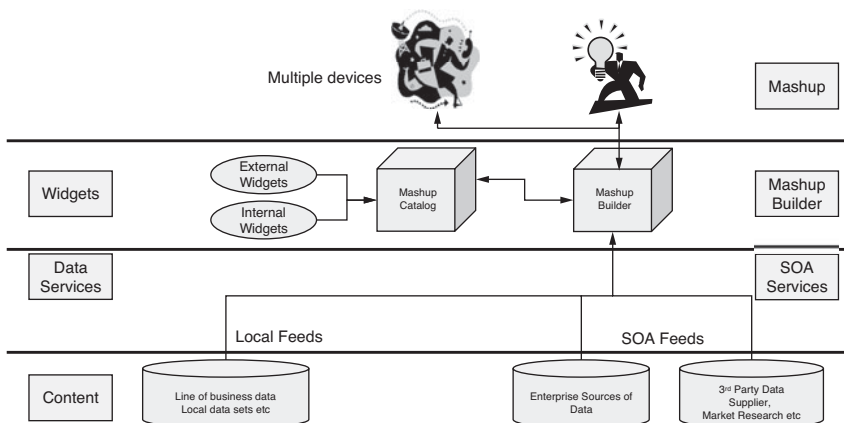 Multiple devices
Mashup
Widgets
External
Widgets
Internal
Widgets
Mashup
Catalog
Mashup
Builder
Mashup
Builder
Data
Services
SOA
Services
Local Feeds
SOA Feeds
Content
Line of business data
Local data sets etc
Enterprise Sources of
Data
3rd Party Data
Supplier,
Market Research etc